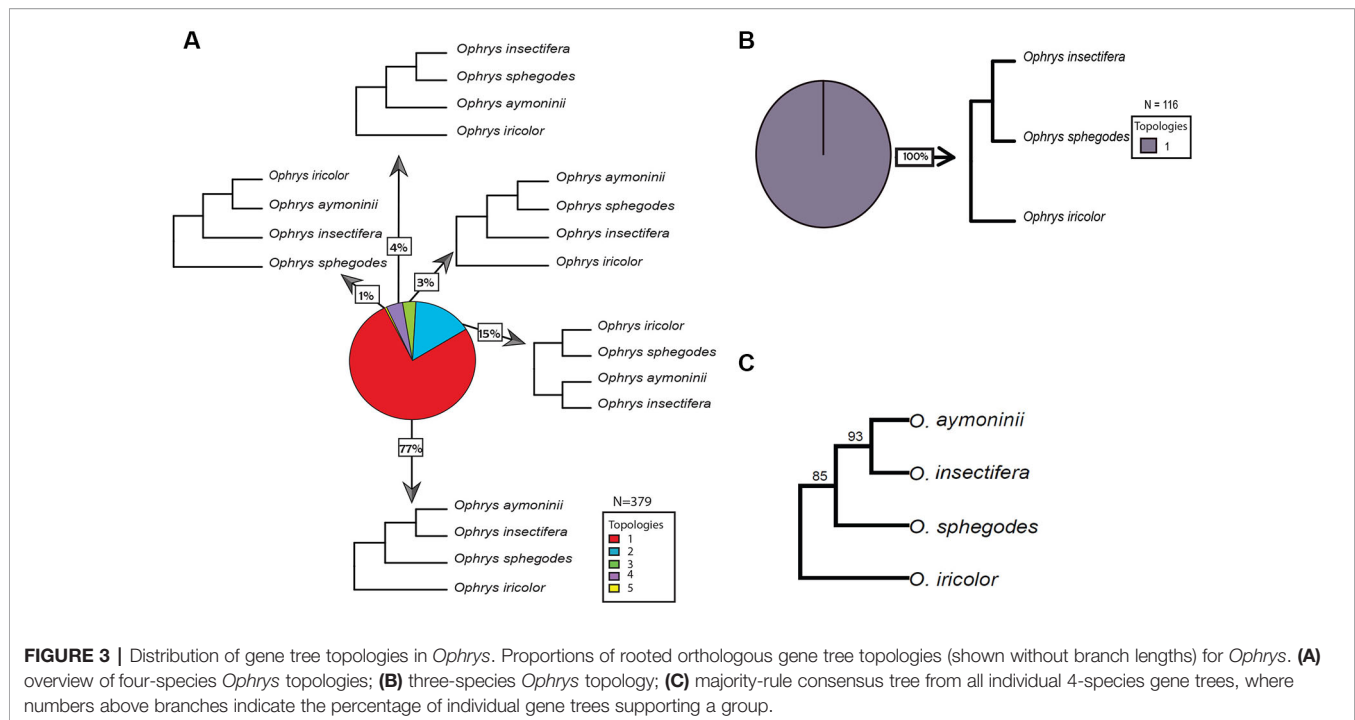 A
Ophrys insectifera
Ophrys sphegodes
Ophrys aymoninii
Ophrys iricolor
Ophrys iricolor
Ophrys aymoninii
Ophrys insectifera
Ophrys sphegodes
Ophrys aymoninii
Ophrys sphegodes
Ophrys insectifera
Ophrys iricolor
4%
3%
1%
15%
Ophrys iricolor
Ophrys sphegodes
Ophrys aymoninii
Ophrys insectifera
77%
Ophrys aymoninii
Ophrys insectifera
Ophrys sphegodes
Ophrys iricolor
N=379
Topologies
1
2
3
4
5
B
Ophrys insectifera
Ophrys sphegodes
Ophrys iricolor
100%
N = 116
Topologies
1
C
93
85
O. aymoninii
O. insectifera
O. sphegodes
O. iricolor
FIGURE 3 | Distribution of gene tree topologies in Ophrys. Proportions of rooted orthologous gene tree topologies (shown without branch lengths) for Ophrys. (A)
overview of four-species Ophrys topologies; (B) three-species Ophrys topology; (C) majority-rule consensus tree from all individual 4-species gene trees, where
numbers above branches indicate the percentage of individual gene trees supporting a group.